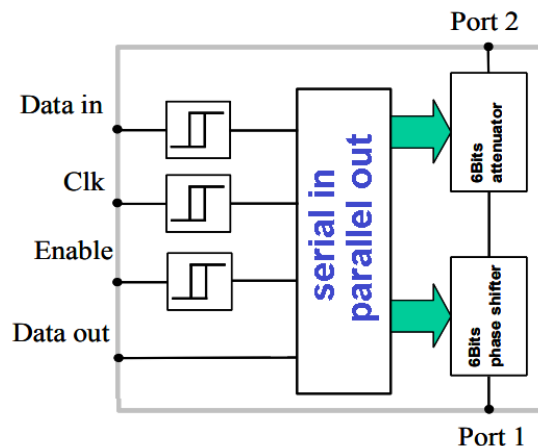 Port 2
Data in
Clk
Enable
Data out
serial in
parallel out
6Bits
attenuator
6Bits
phase shifter
Port 1